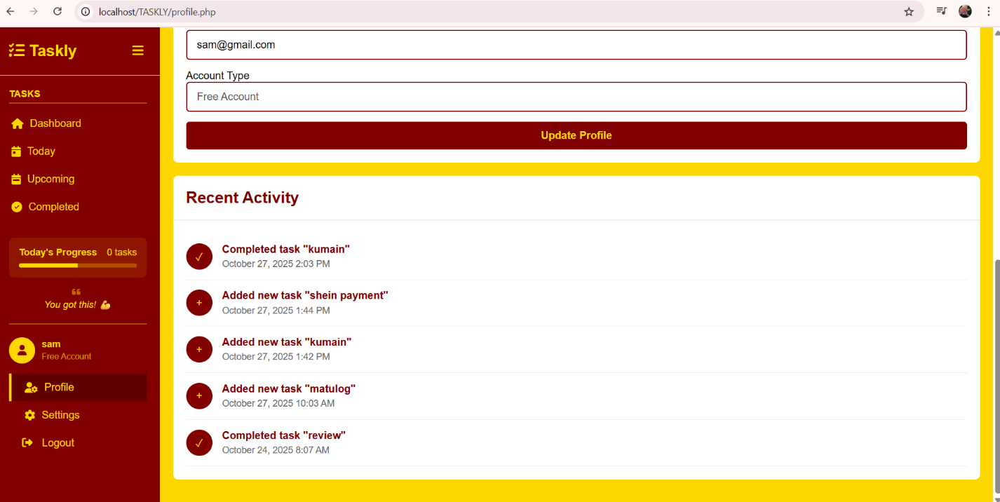 localhost/TASKLY/profile.php
Taskly
TASKS
Dashboard
Today
Upcoming
Completed
Today's Progress 0 tasks
You got this! 💪
sam
Free Account
Profile
Settings
Logout
sam@gmail.com
Account Type
Free Account
Update Profile
Recent Activity
Completed task "kumain"
October 27, 2025 2:03 PM
Added new task "shein payment"
October 27, 2025 1:44 PM
Added new task "kumain"
October 27, 2025 1:42 PM
Added new task "matulog"
October 27, 2025 10:03 AM
Completed task "review"
October 24, 2025 8:07 AM